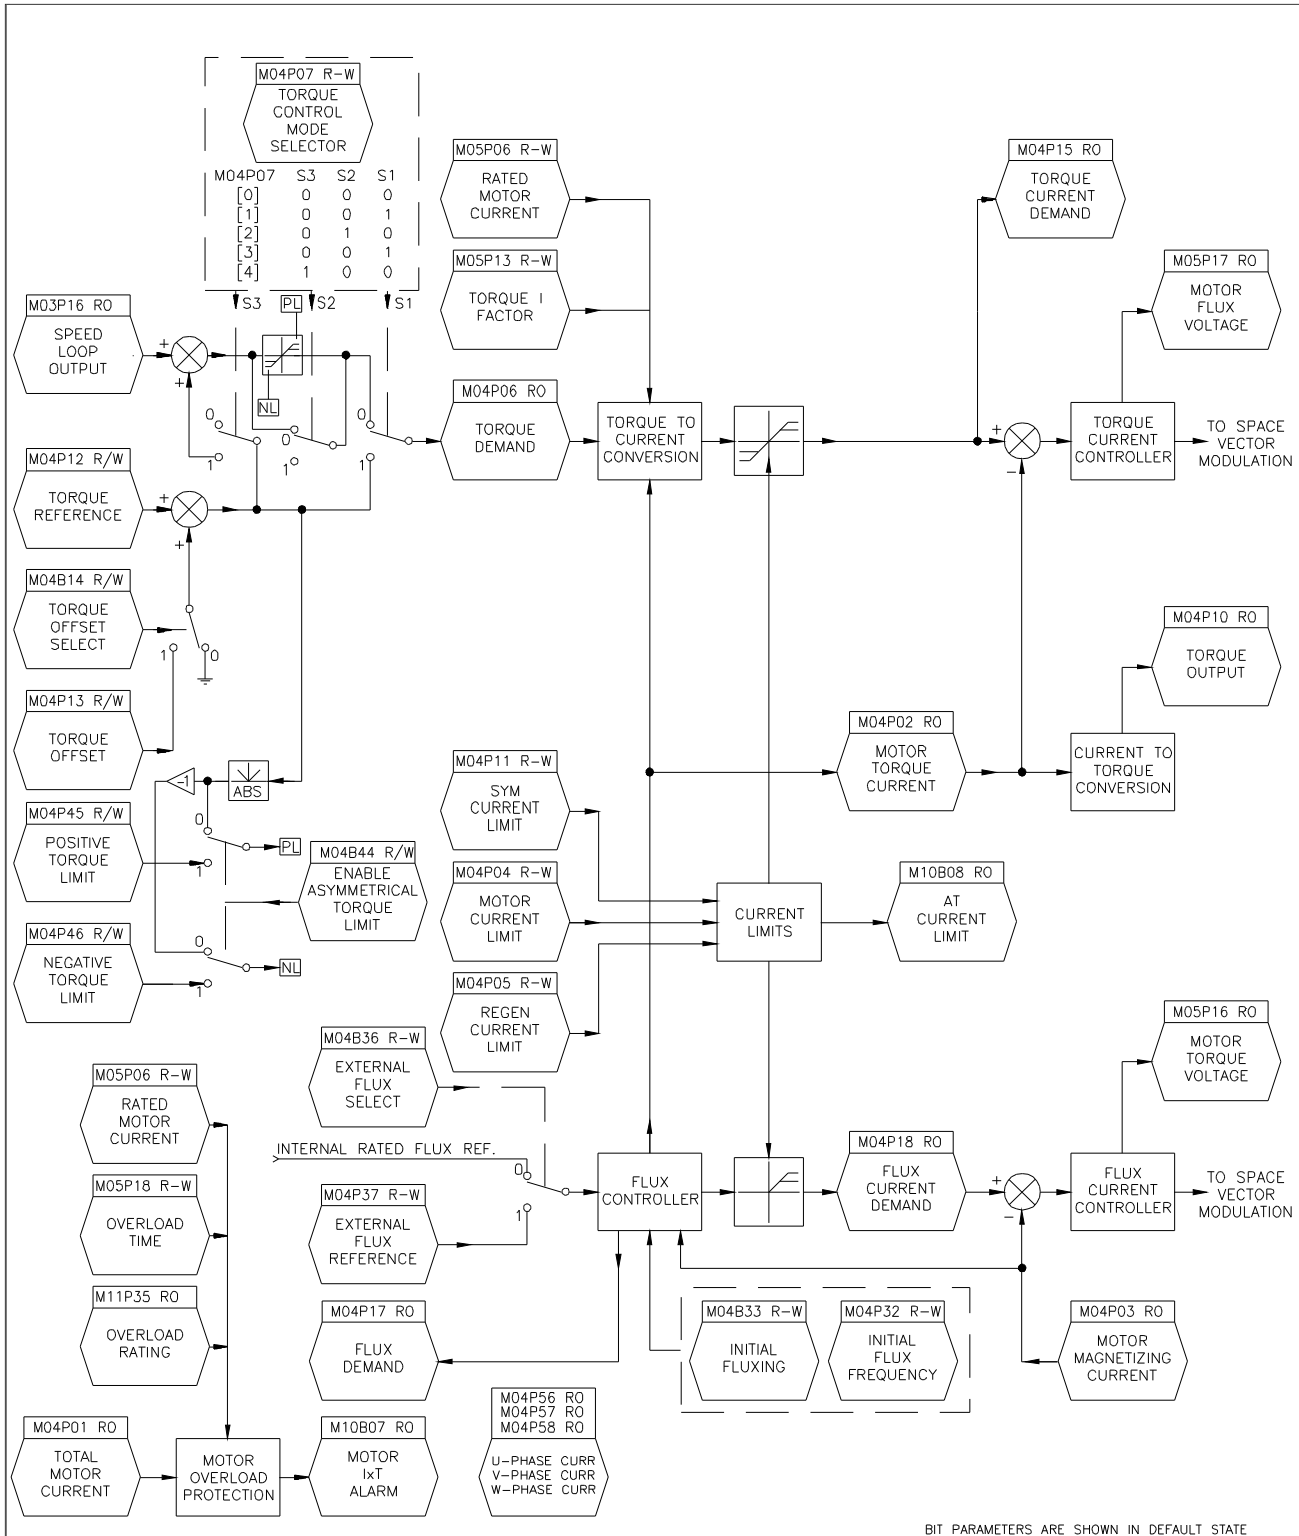 M04P07 R-W
TORQUE
CONTROL
MODE
SELECTOR
M04P07 S3 S2 S1
[0] 0 0 0
[1] 0 0 1
[2] 0 1 0
[3] 0 0 1
[4] 1 0 0
S3
PL
S2
S1
M05P06 R-W
RATED
MOTOR
CURRENT
M05P13 R-W
TORQUE I
FACTOR
M04P15 RO
TORQUE
CURRENT
DEMAND
M05P17 RO
MOTOR
FLUX
VOLTAGE
M03P16 RO
SPEED
LOOP
OUTPUT
+
+
NL
0
1
0
1
0
1
M04P06 RO
TORQUE
DEMAND
TORQUE TO
CURRENT
CONVERSION
+
-
TORQUE
CURRENT
CONTROLLER
TO SPACE
VECTOR
MODULATION
M04P12 R/W
TORQUE
REFERENCE
+
+
M04B14 R/W
TORQUE
OFFSET
SELECT
0
1
0
M04P13 R/W
TORQUE
OFFSET
M04P10 RO
TORQUE
OUTPUT
M04P02 RO
MOTOR
TORQUE
CURRENT
CURRENT TO
TORQUE
CONVERSION
-1
ABS
M04P11 R-W
SYM
CURRENT
LIMIT
M04P45 R/W
POSITIVE
TORQUE
LIMIT
0
1
PL
M04B44 R/W
ENABLE
ASYMMETRICAL
TORQUE
LIMIT
M04P04 R-W
MOTOR
CURRENT
LIMIT
CURRENT
LIMITS
M10B08 RO
AT
CURRENT
LIMIT
M04P46 R/W
NEGATIVE
TORQUE
LIMIT
0
1
NL
M04P05 R-W
REGEN
CURRENT
LIMIT
M05P16 RO
MOTOR
TORQUE
VOLTAGE
M04B36 R-W
EXTERNAL
FLUX
SELECT
M05P06 R-W
RATED
MOTOR
CURRENT
INTERNAL RATED FLUX REF.
0
1
FLUX
CONTROLLER
M04P18 RO
FLUX
CURRENT
DEMAND
+
-
FLUX
CURRENT
CONTROLLER
TO SPACE
VECTOR
MODULATION
M05P18 R-W
OVERLOAD
TIME
M04P37 R-W
EXTERNAL
FLUX
REFERENCE
M11P35 RO
OVERLOAD
RATING
M04P17 RO
FLUX
DEMAND
M04B33 R-W
INITIAL
FLUXING
M04P32 R-W
INITIAL
FLUX
FREQUENCY
M04P03 RO
MOTOR
MAGNETIZING
CURRENT
M04P01 RO
TOTAL
MOTOR
CURRENT
MOTOR
OVERLOAD
PROTECTION
M10B07 RO
MOTOR
IxT
ALARM
M04P56 RO
M04P57 RO
M04P58 RO
U-PHASE CURR
V-PHASE CURR
W-PHASE CURR
BIT PARAMETERS ARE SHOWN IN DEFAULT STATE